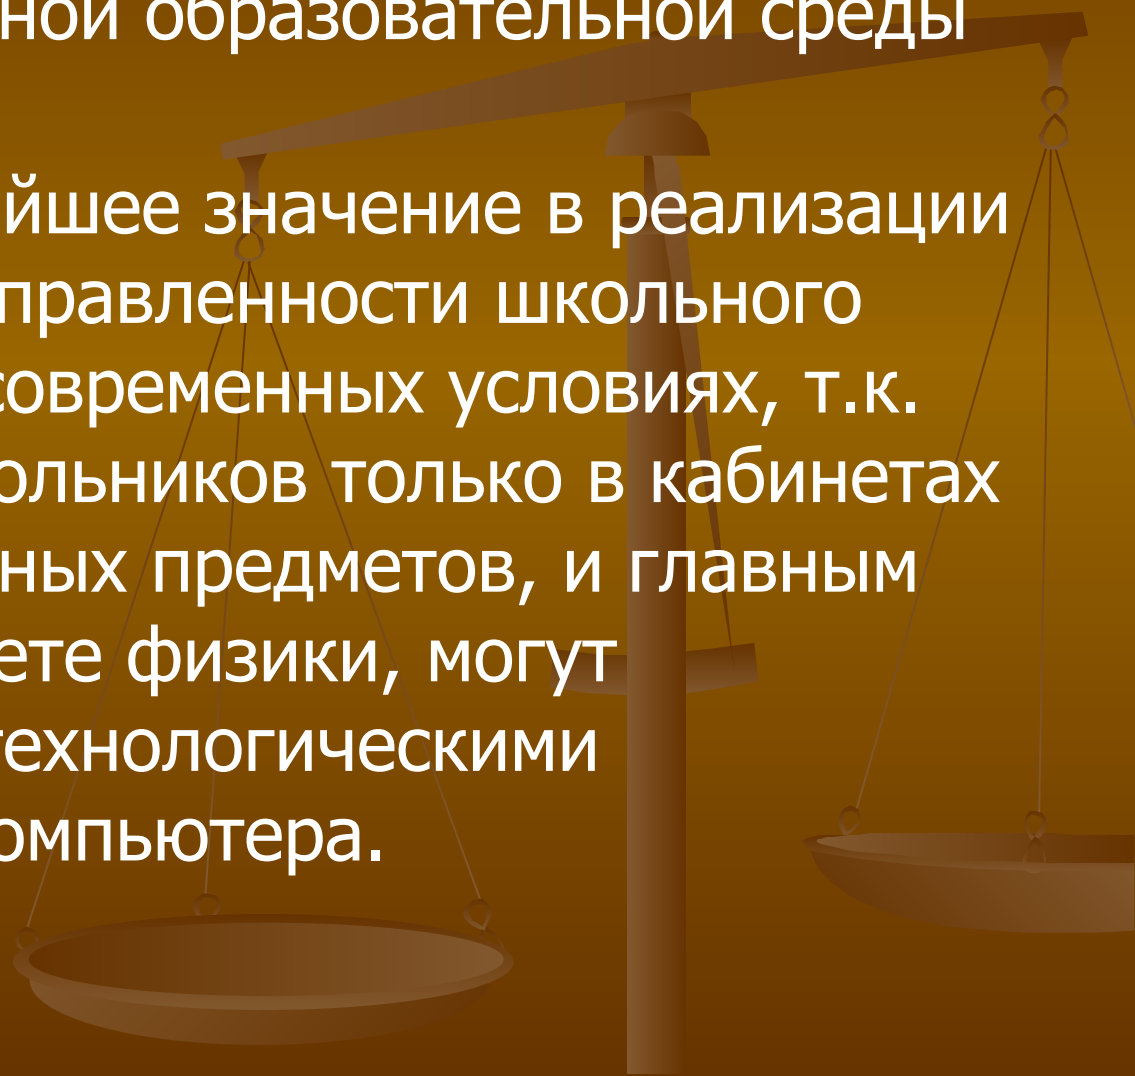 ной образовательной среды
йшее значение в реализации
правленности школьного
современных условиях, т.к.
ольников только в кабинетах
ных предметов, и главным
ете физики, могут
технологическими
омпьютера.